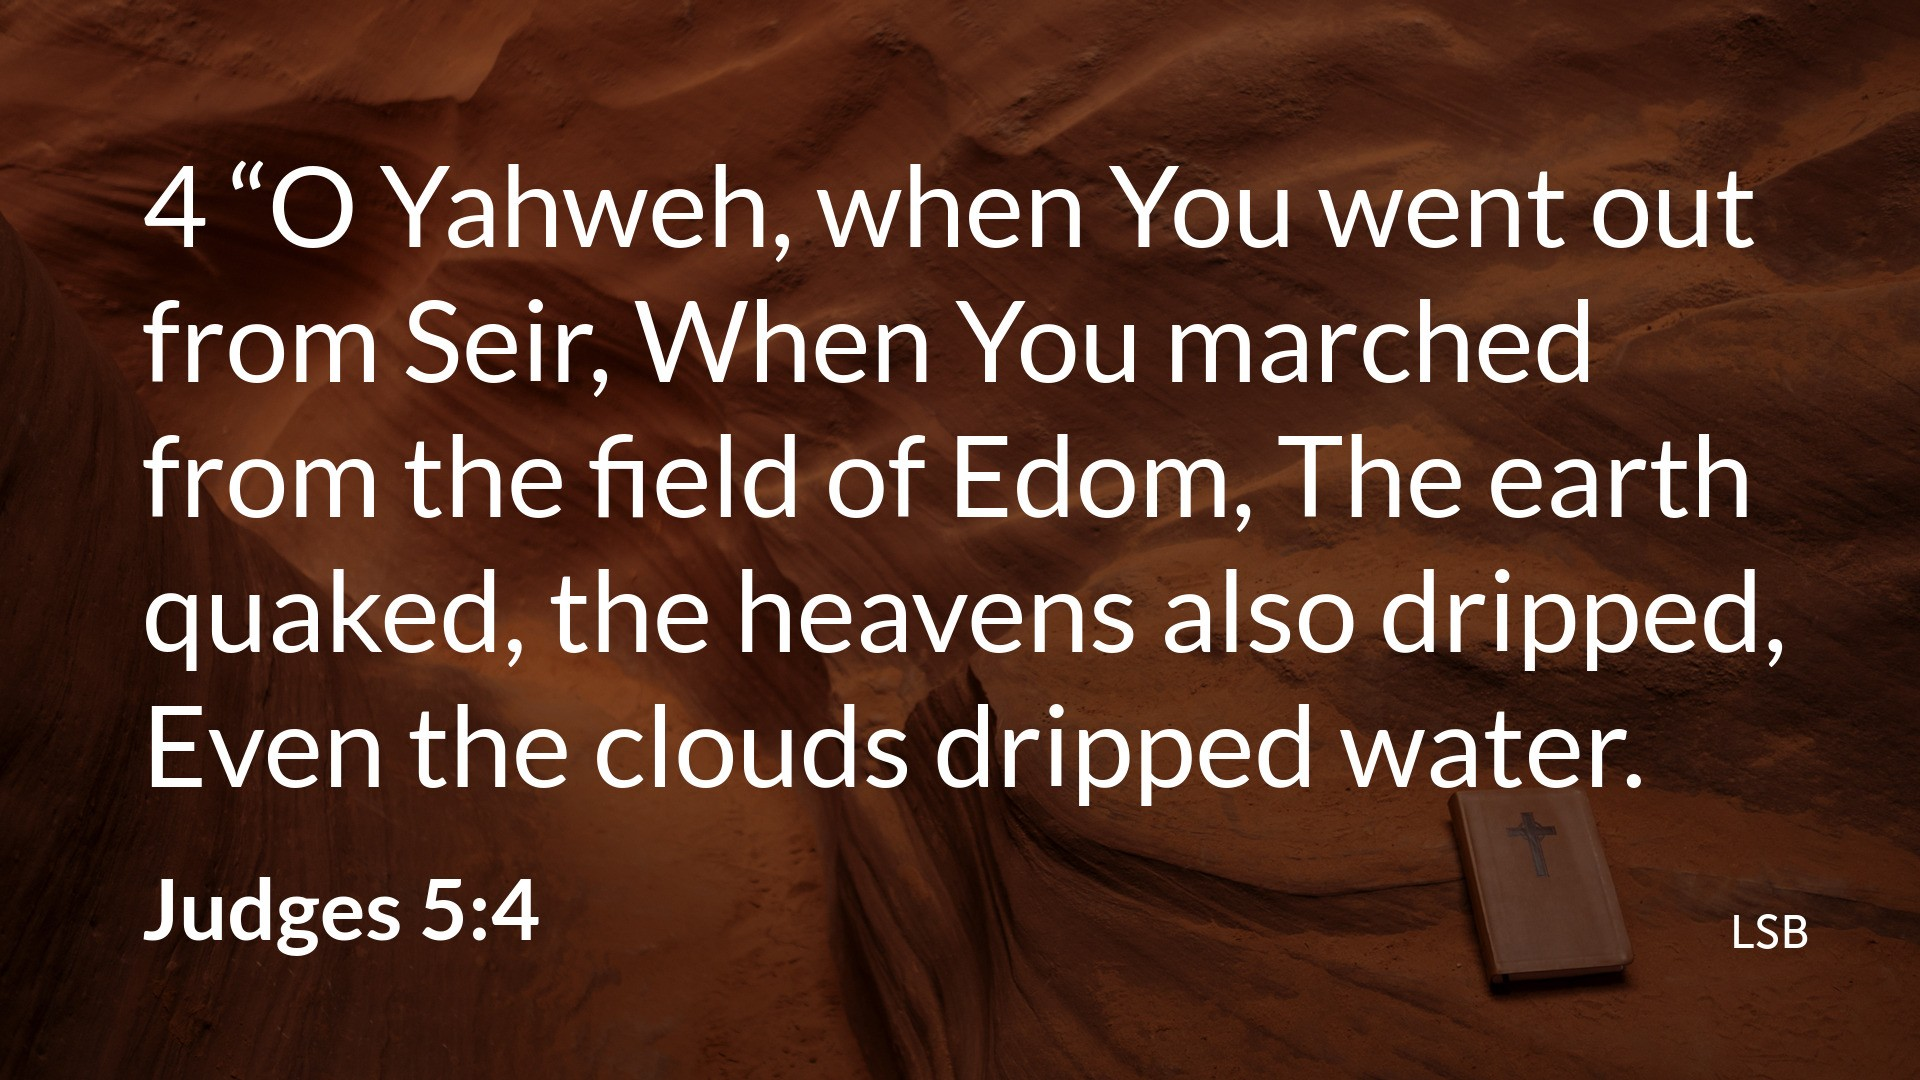 4 “O Yahweh, when You went out
from Seir, When You marched
from the field of Edom, The earth
quaked, the heavens also dripped,
Even the clouds dripped water.
Judges 5:4
LSB